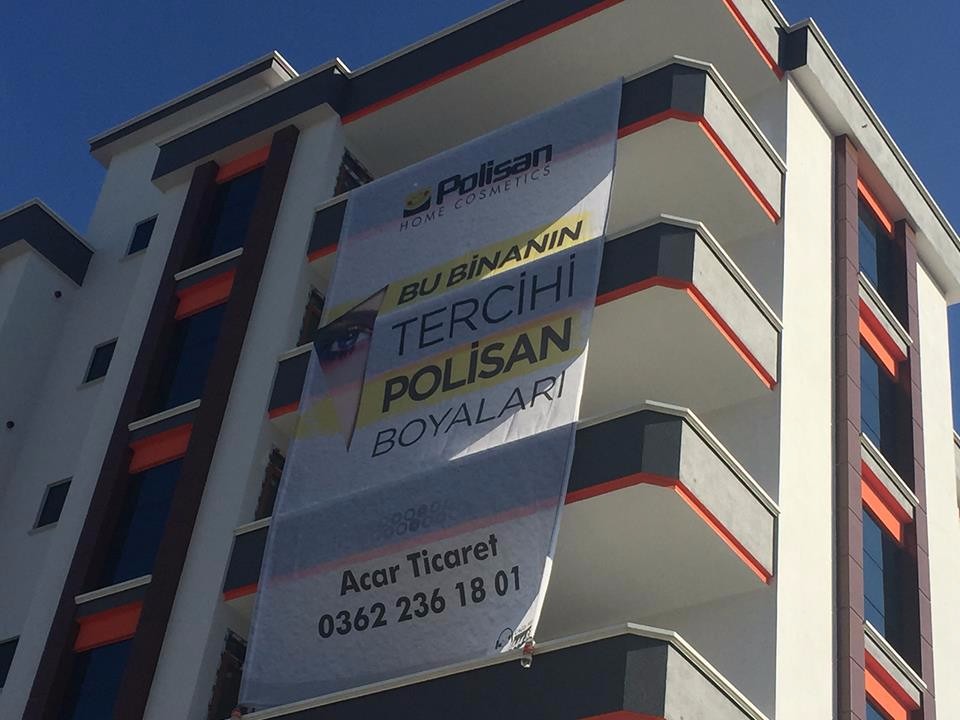 Polisan
HOME COSMETICS
BU BİNANIN
TERCİHİ
POLİSAN
BOYALARI
Acar Ticaret
0362 236 18 01